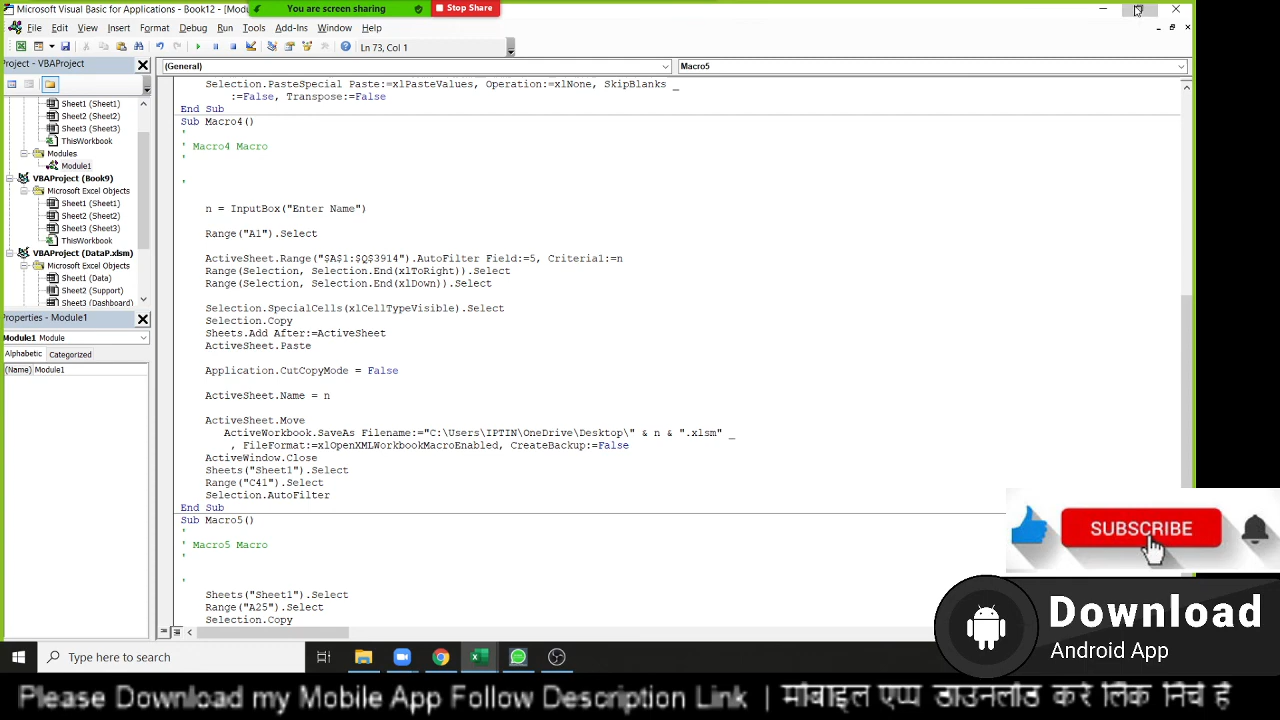 Microsoft Visual Basic for Applications - Book12 - [Modu
You are screen sharing
Stop Share
File Edit View Insert Format Debug Run Tools Add-Ins Window Help
Ln 73, Col 1
Project - VBAProject
(General)
Macro5
Sheet1 (Sheet1)
Sheet2 (Sheet2)
Sheet3 (Sheet3)
ThisWorkbook
Modules
Module1
VBAProject (Book9)
Microsoft Excel Objects
Sheet1 (Sheet1)
Sheet2 (Sheet2)
Sheet3 (Sheet3)
ThisWorkbook
VBAProject (DataP.xlsm)
Microsoft Excel Objects
Sheet1 (Data)
Sheet2 (Support)
Sheet3 (Dashboard)
Properties - Module1
Module1 Module
Alphabetic Categorized
(Name) Module1
Selection.PasteSpecial Paste:=xlPasteValues, Operation:=xlNone, SkipBlanks _
:=False, Transpose:=False
End Sub
Sub Macro4()
'
' Macro4 Macro
'
'
n = InputBox("Enter Name")
Range("A1").Select
ActiveSheet.Range("$A$1:$Q$3914").AutoFilter Field:=5, Criteria1:=n
Range(Selection, Selection.End(xlToRight)).Select
Range(Selection, Selection.End(xlDown)).Select
Selection.SpecialCells(xlCellTypeVisible).Select
Selection.Copy
Sheets.Add After:=ActiveSheet
ActiveSheet.Paste
Application.CutCopyMode = False
ActiveSheet.Name = n
ActiveSheet.Move
ActiveWorkbook.SaveAs Filename:="C:\Users\IPTIN\OneDrive\Desktop\" & n & ".xlsm" _
, FileFormat:=xlOpenXMLWorkbookMacroEnabled, CreateBackup:=False
ActiveWindow.Close
Sheets("Sheet1").Select
Range("C41").Select
Selection.AutoFilter
End Sub
Sub Macro5()
'
' Macro5 Macro
'
'
Sheets("Sheet1").Select
Range("A25").Select
Selection.Copy
SUBSCRIBE
Download
Android App
Type here to search
Please Download my Mobile App Follow Description Link | मोबाइल एप्प डाउनलोड करे लिंक निचे है